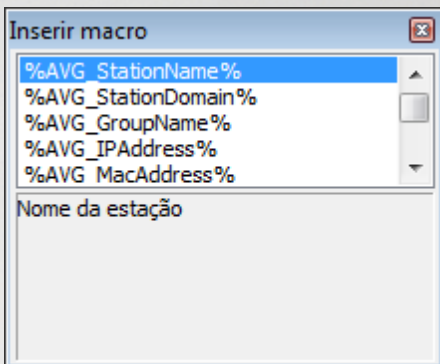 Inserir macro
%AVG_StationName%
%AVG_StationDomain%
%AVG_GroupName%
%AVG_IPAddress%
%AVG_MacAddress%
Nome da estação